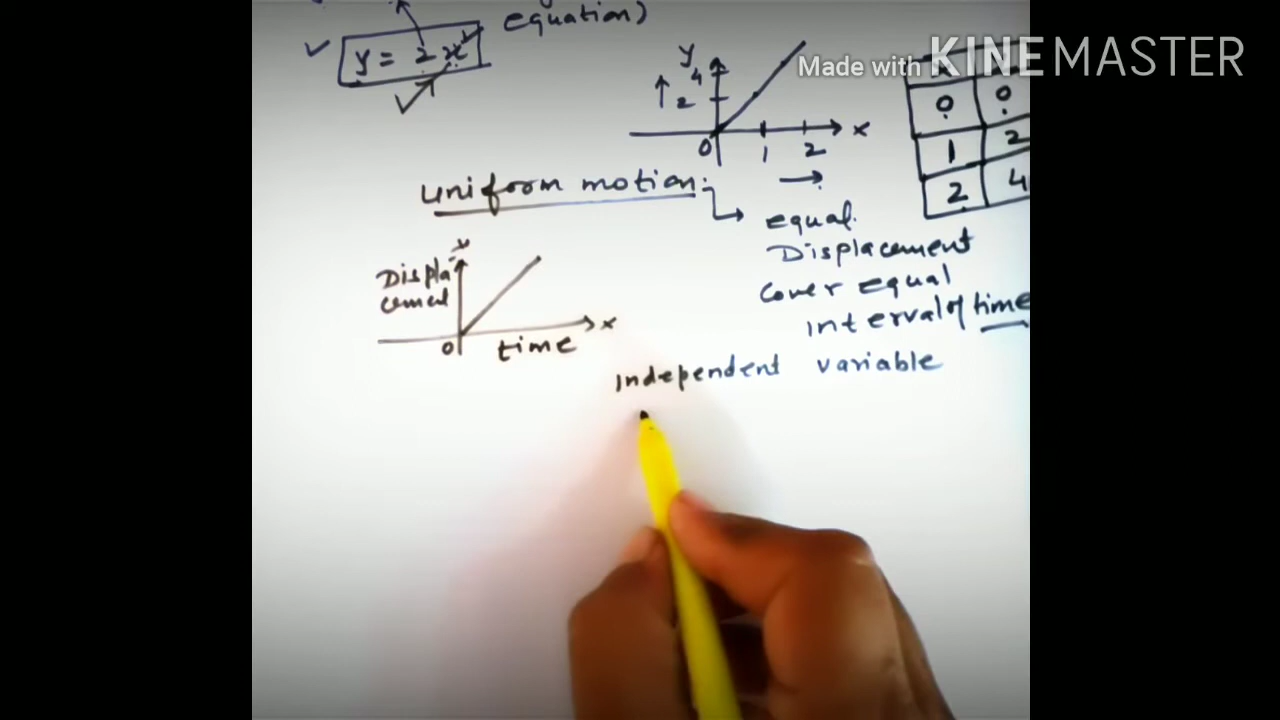 equation)
y = 2x¹
Made with KINEMASTER
y
4
2
0 1 2 x
0 0
1 2
2 4
uniform motion.
equal.
Displacement
cover equal
interval of time
y
Displa-
cement
0 time x
independent variable